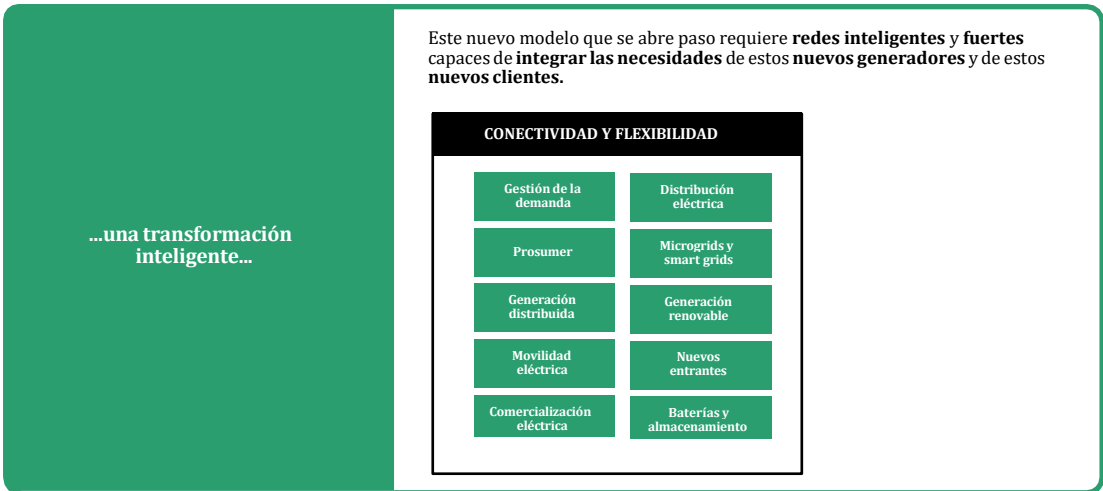 ...una transformación
inteligente...
Este nuevo modelo que se abre paso requiere redes inteligentes y fuertes
capaces de integrar las necesidades de estos nuevos generadores y de estos
nuevos clientes.
CONECTIVIDAD Y FLEXIBILIDAD
Gestión de la
demanda
Distribución
eléctrica
Prosumer
Microgrids y
smart grids
Generación
distribuida
Generación
renovable
Movilidad
eléctrica
Nuevos
entrantes
Comercialización
eléctrica
Baterías y
almacenamiento